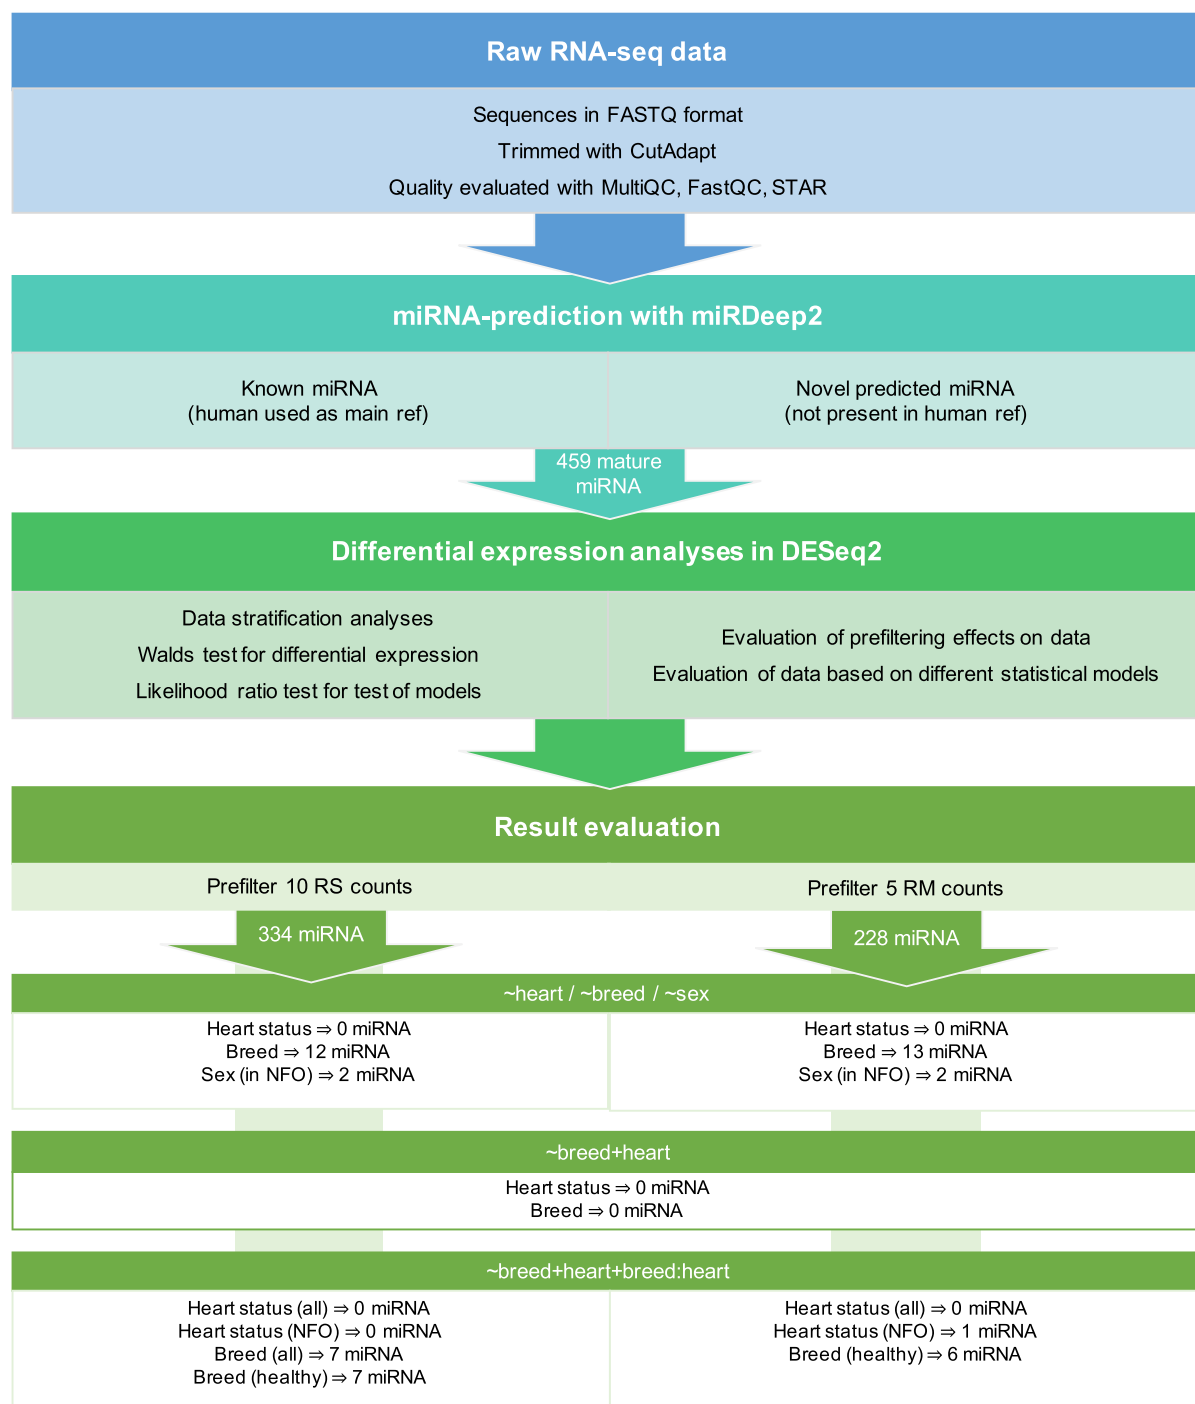 Raw RNA-seq data
Sequences in FASTQ format
Trimmed with CutAdapt
Quality evaluated with MultiQC, FastQC, STAR
miRNA-prediction with miRDeep2
Known miRNA
(human used as main ref)
Novel predicted miRNA
(not present in human ref)
459 mature
miRNA
Differential expression analyses in DESeq2
Data stratification analyses
Walds test for differential expression
Likelihood ratio test for test of models
Evaluation of prefiltering effects on data
Evaluation of data based on different statistical models
Result evaluation
Prefilter 10 RS counts
Prefilter 5 RM counts
334 miRNA
228 miRNA
~heart / ~breed / ~sex
Heart status ⇒ 0 miRNA
Breed ⇒ 12 miRNA
Sex (in NFO) ⇒ 2 miRNA
Heart status ⇒ 0 miRNA
Breed ⇒ 13 miRNA
Sex (in NFO) ⇒ 2 miRNA
~breed+heart
Heart status ⇒ 0 miRNA
Breed ⇒ 0 miRNA
~breed+heart+breed:heart
Heart status (all) ⇒ 0 miRNA
Heart status (NFO) ⇒ 0 miRNA
Breed (all) ⇒ 7 miRNA
Breed (healthy) ⇒ 7 miRNA
Heart status (all) ⇒ 0 miRNA
Heart status (NFO) ⇒ 1 miRNA
Breed (healthy) ⇒ 6 miRNA